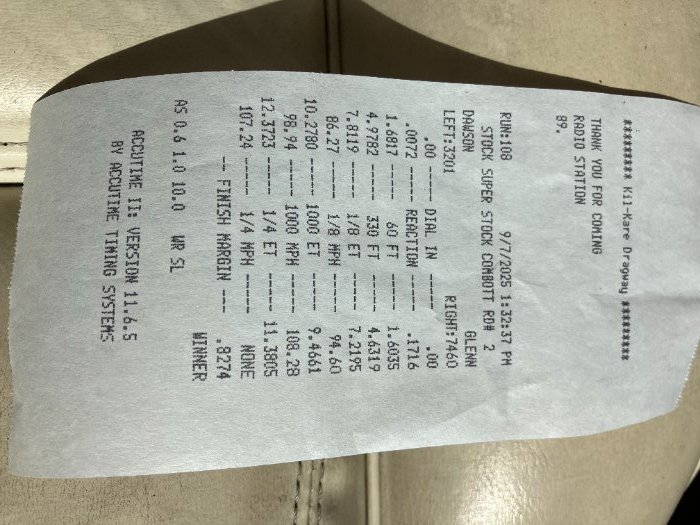 ********* Kil-Kare Dragway *********
THANK YOU FOR COMING
RADIO STATION
89.
RUN:108 9/7/2025 1:32:37 PM
STOCK SUPER STOCK COMBOTT RD# 2
DAWSON GLENN
LEFT:3201 RIGHT:7460
.00 ----- DIAL IN ----- .00
.0072 ----- REACTION ----- .1716
1.6817 ----- 60 FT ----- 1.6035
4.9782 ----- 330 FT ----- 4.6319
7.8119 ----- 1/8 ET ----- 7.2195
86.27 ----- 1/8 MPH ----- 94.60
10.2780 ----- 1000 ET ----- 9.4661
98.94 ----- 1000 MPH ----- 108.28
12.3723 ----- 1/4 ET ----- 11.3805
107.24 ----- 1/4 MPH ----- NONE
-- FINISH MARGIN --- .8274
WINNER
AS 0.6 1.0 10.0 WR SL
ACCUTIME II: VERSION 11.6.5
BY ACCUTIME TIMING SYSTEMS